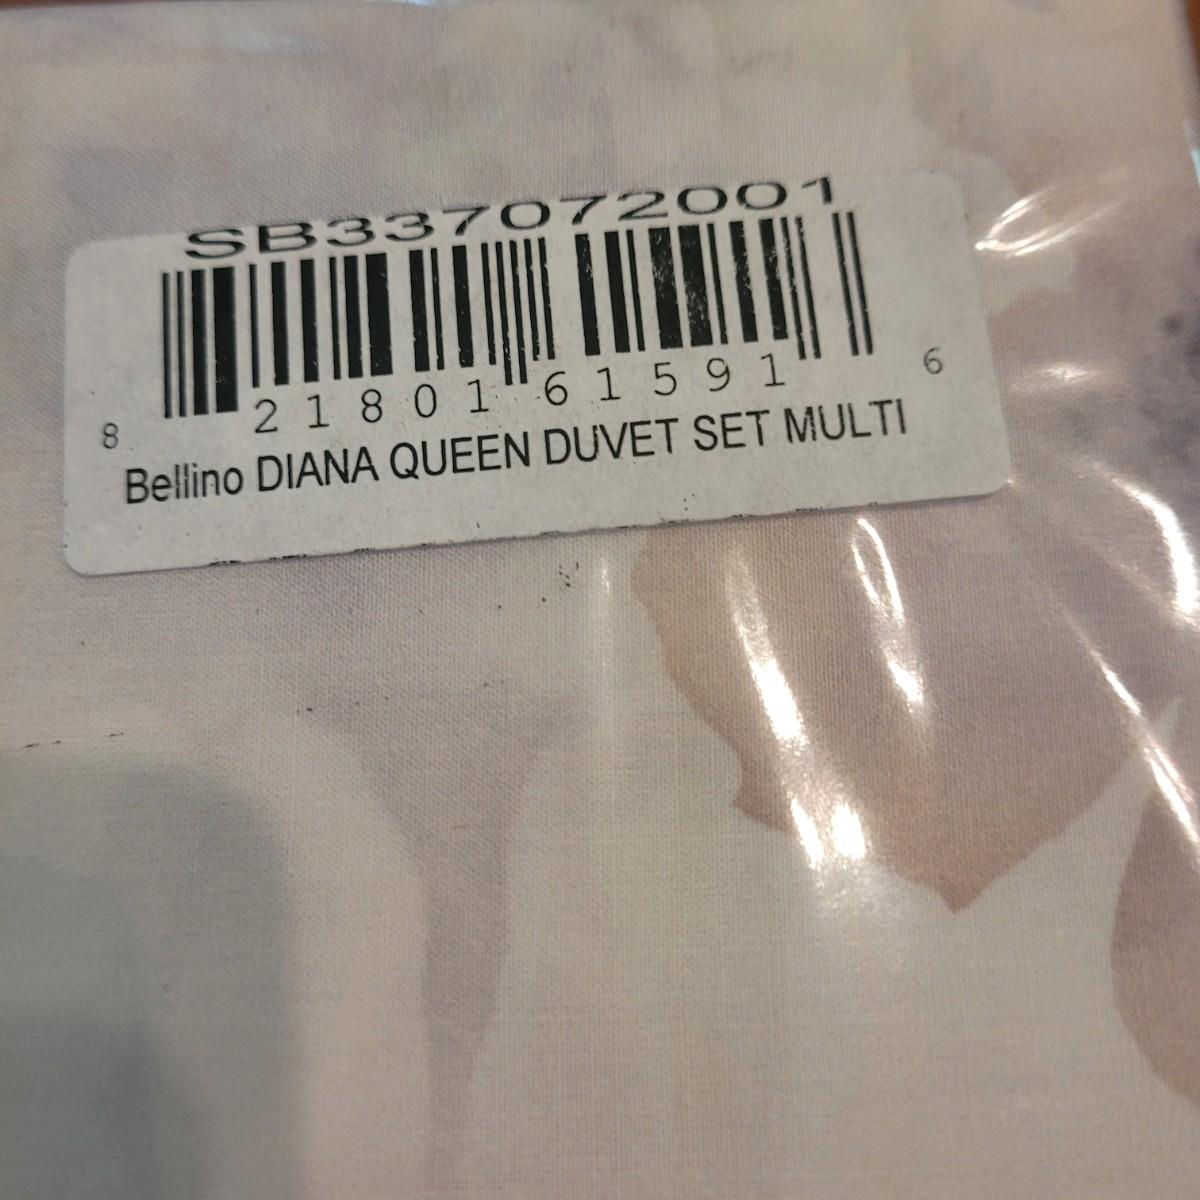 SB337072001
8 21801 61591 6
Bellino DIANA QUEEN DUVET SET MULTI